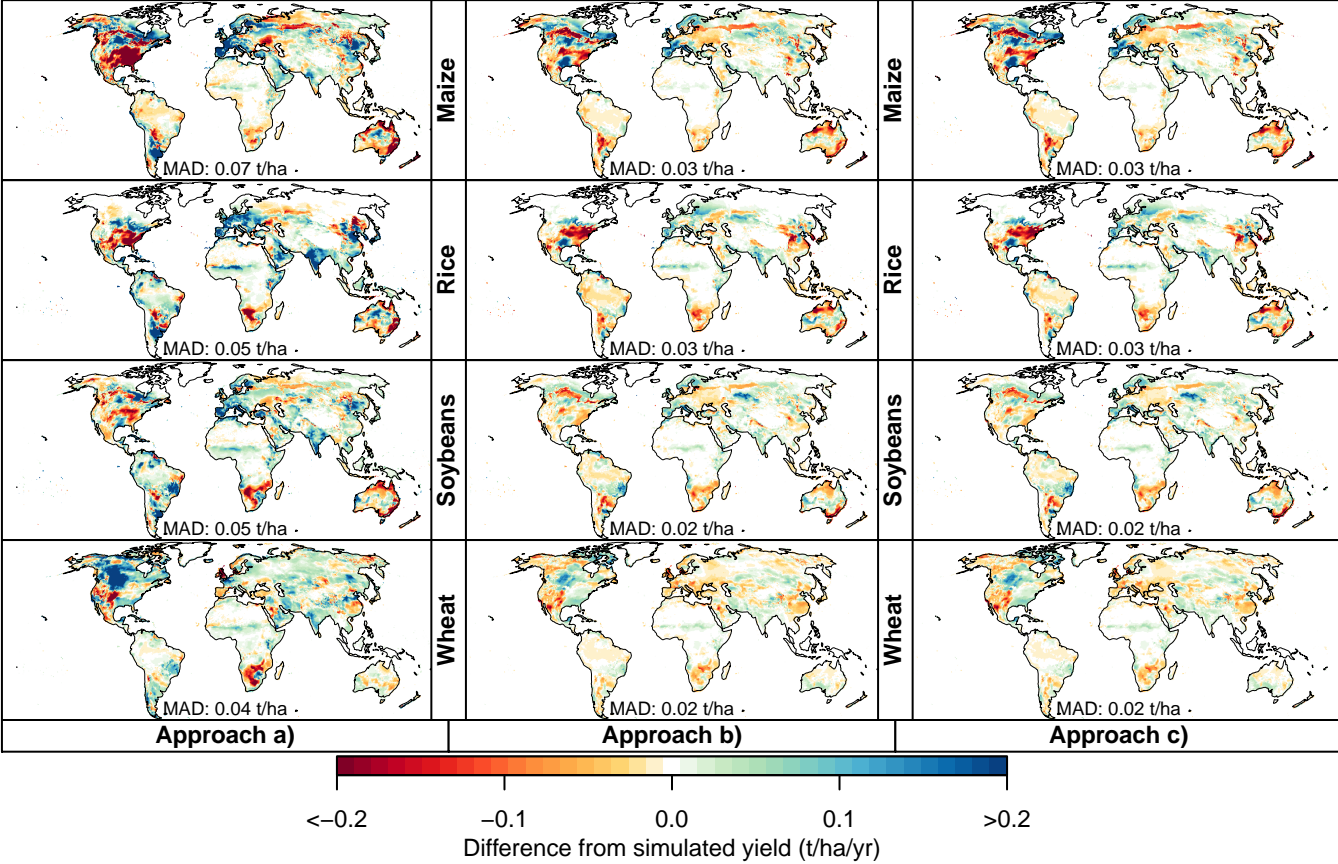 MAD: 0.07 t/ha
Maize
MAD: 0.03 t/ha
Maize
MAD: 0.03 t/ha
MAD: 0.05 t/ha
Rice
MAD: 0.03 t/ha
Rice
MAD: 0.03 t/ha
MAD: 0.05 t/ha
Soybeans
MAD: 0.02 t/ha
Soybeans
MAD: 0.02 t/ha
MAD: 0.04 t/ha
Wheat
MAD: 0.02 t/ha
Wheat
MAD: 0.02 t/ha
Approach a)
Approach b)
Approach c)
<−0.2 −0.1 0.0 0.1 >0.2
Difference from simulated yield (t/ha/yr)